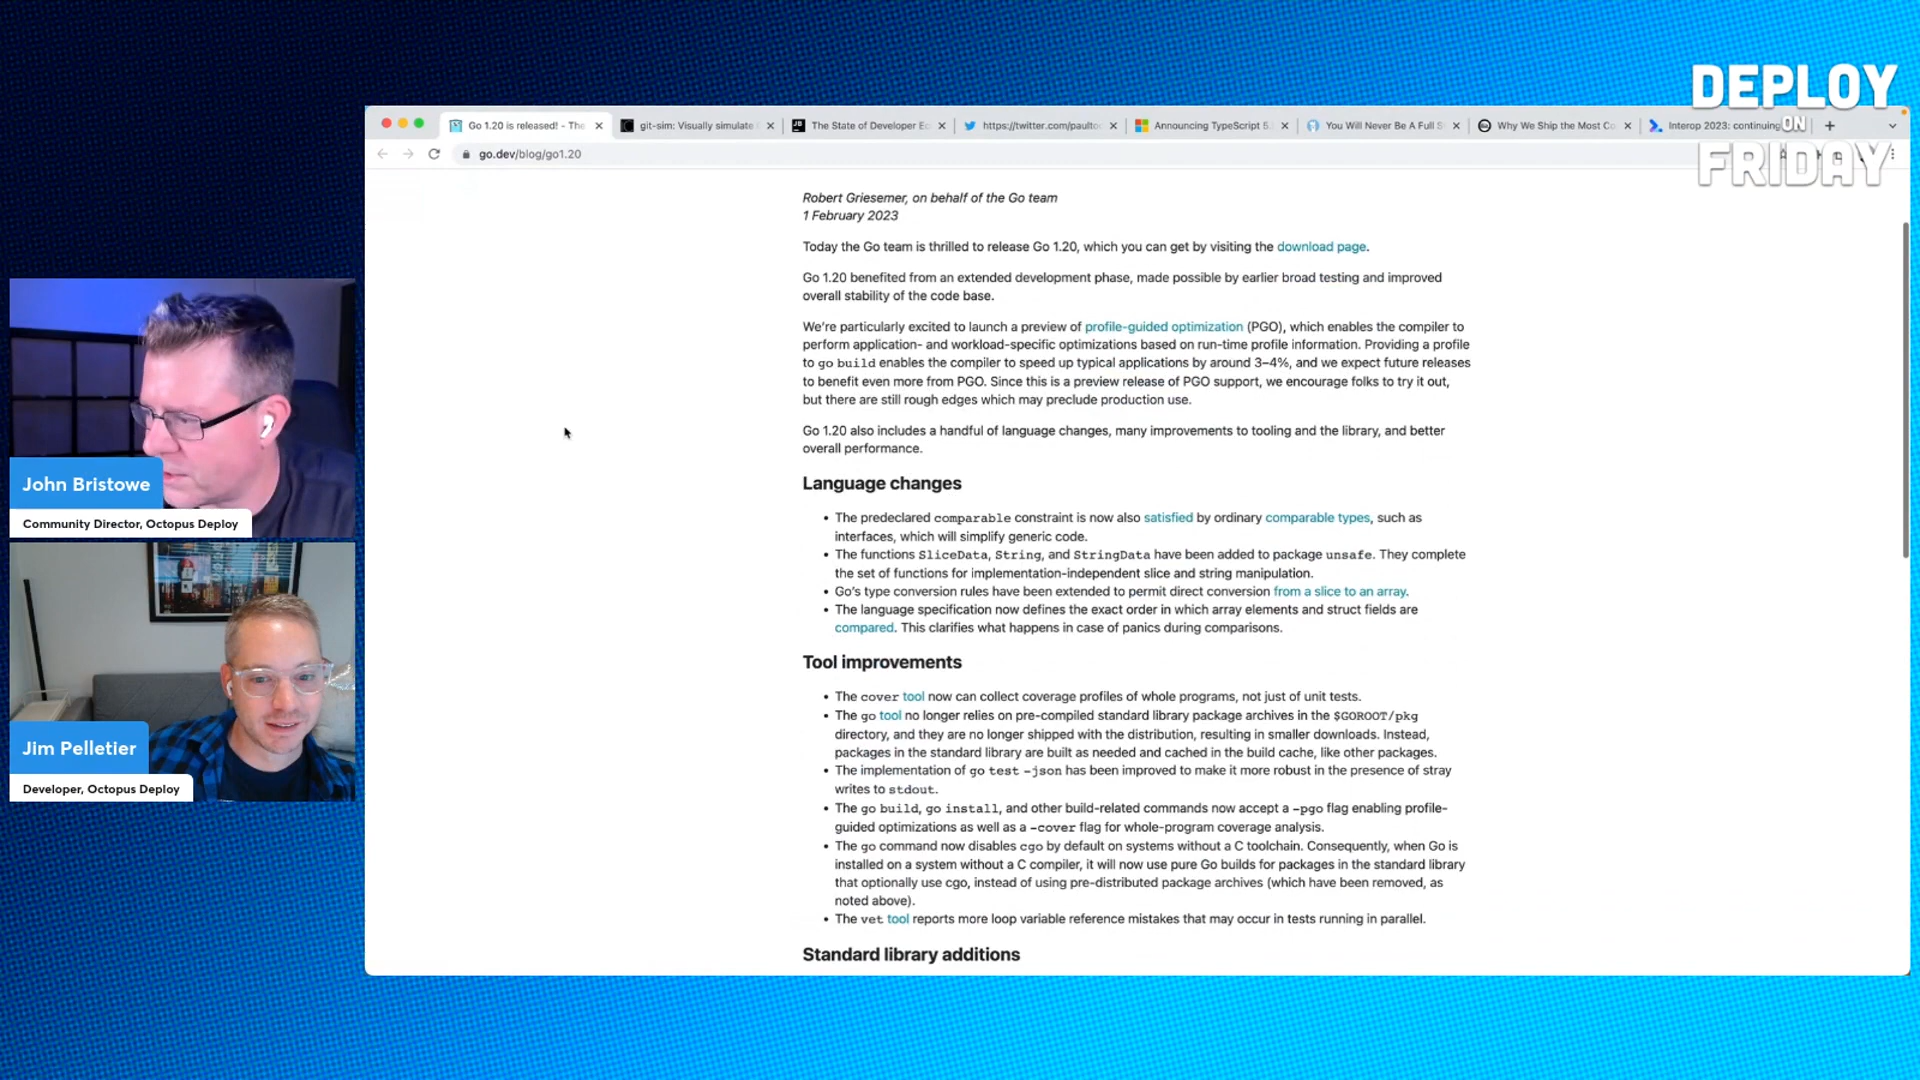 DEPLOY
ON
FRIDAY
Go 1.20 is released! - The
git-sim: Visually simulate
The State of Developer Ec
https://twitter.com/paulto
Announcing TypeScript 5.
You Will Never Be A Full S
Why We Ship the Most Co
Interop 2023: continuing
go.dev/blog/go1.20
Robert Griesemer, on behalf of the Go team
1 February 2023
Today the Go team is thrilled to release Go 1.20, which you can get by visiting the download page.
Go 1.20 benefited from an extended development phase, made possible by earlier broad testing and improved
overall stability of the code base.
We’re particularly excited to launch a preview of profile-guided optimization (PGO), which enables the compiler to
perform application- and workload-specific optimizations based on run-time profile information. Providing a profile
to go build enables the compiler to speed up typical applications by around 3–4%, and we expect future releases
to benefit even more from PGO. Since this is a preview release of PGO support, we encourage folks to try it out,
but there are still rough edges which may preclude production use.
Go 1.20 also includes a handful of language changes, many improvements to tooling and the library, and better
overall performance.
Language changes
• The predeclared comparable constraint is now also satisfied by ordinary comparable types, such as
interfaces, which will simplify generic code.
• The functions SliceData, String, and StringData have been added to package unsafe. They complete
the set of functions for implementation-independent slice and string manipulation.
• Go’s type conversion rules have been extended to permit direct conversion from a slice to an array.
• The language specification now defines the exact order in which array elements and struct fields are
compared. This clarifies what happens in case of panics during comparisons.
Tool improvements
• The cover tool now can collect coverage profiles of whole programs, not just of unit tests.
• The go tool no longer relies on pre-compiled standard library package archives in the $GOROOT/pkg
directory, and they are no longer shipped with the distribution, resulting in smaller downloads. Instead,
packages in the standard library are built as needed and cached in the build cache, like other packages.
• The implementation of go test -json has been improved to make it more robust in the presence of stray
writes to stdout.
• The go build, go install, and other build-related commands now accept a -pgo flag enabling profile-
guided optimizations as well as a -cover flag for whole-program coverage analysis.
• The go command now disables cgo by default on systems without a C toolchain. Consequently, when Go is
installed on a system without a C compiler, it will now use pure Go builds for packages in the standard library
that optionally use cgo, instead of using pre-distributed package archives (which have been removed, as
noted above).
• The vet tool reports more loop variable reference mistakes that may occur in tests running in parallel.
Standard library additions
John Bristowe
Community Director, Octopus Deploy
Jim Pelletier
Developer, Octopus Deploy